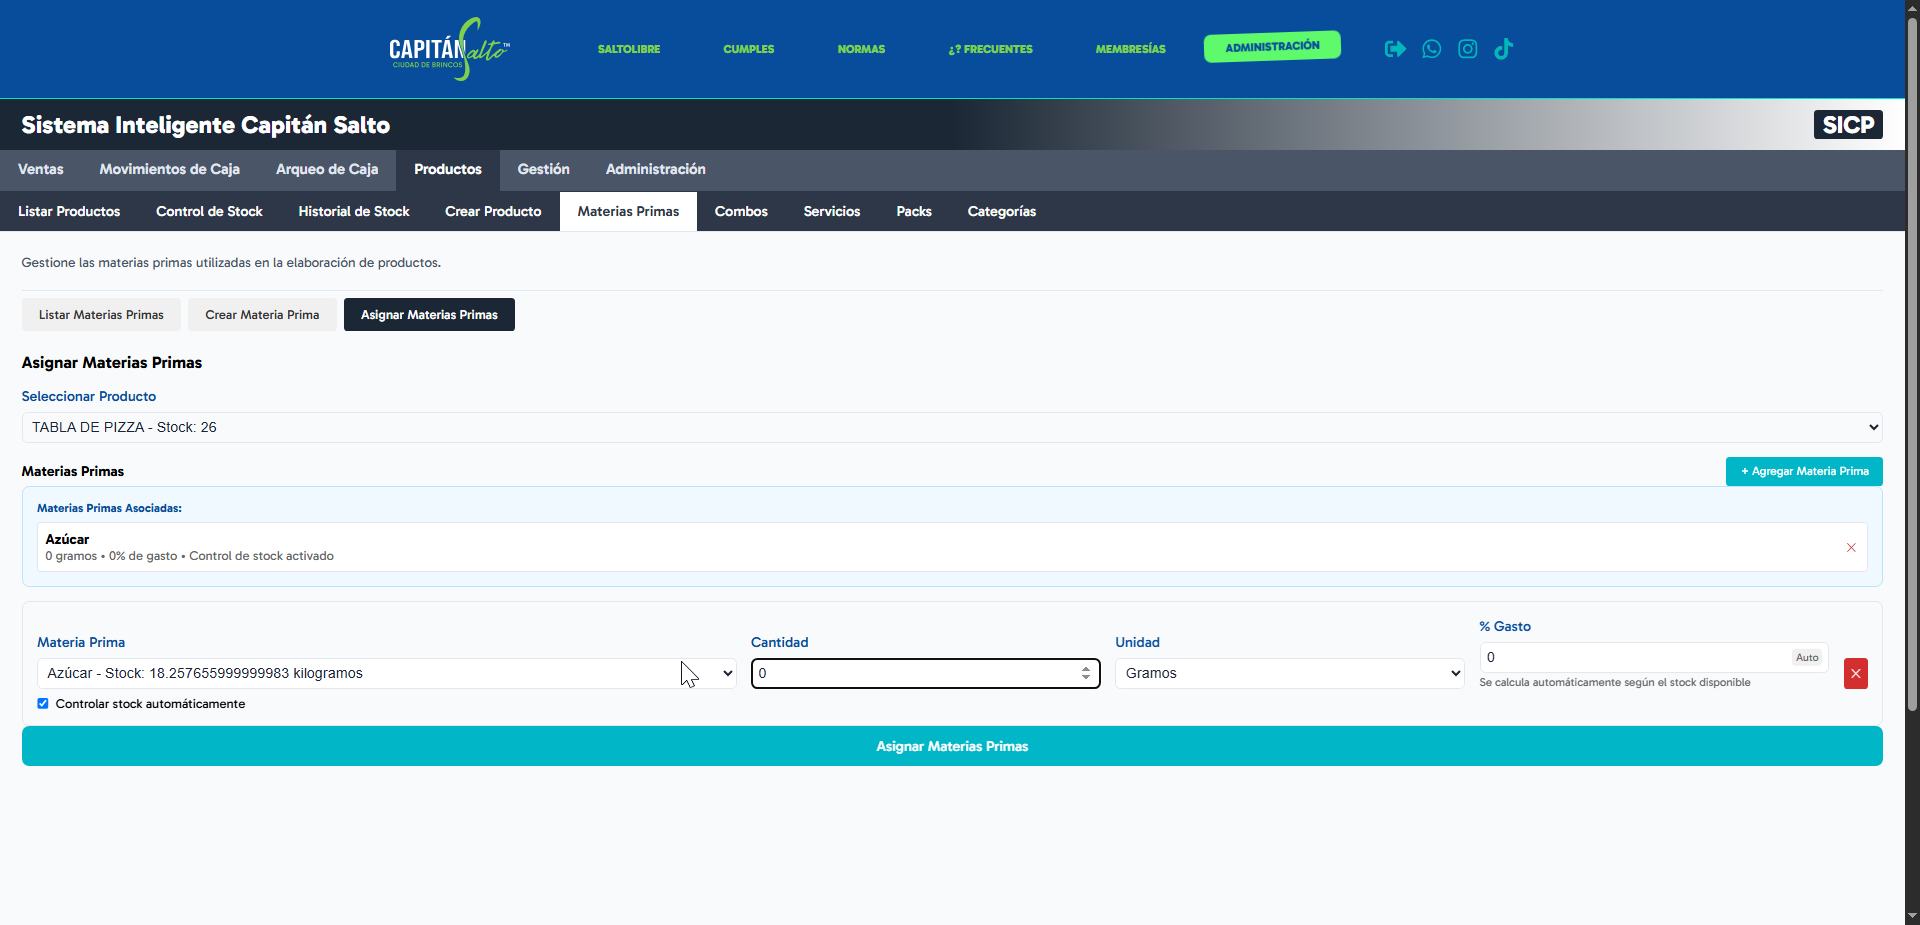 CAPITÁN Salto™
CIUDAD DE BRINCOS
SALTOLIBRE
CUMPLES
NORMAS
¿? FRECUENTES
MEMBRESÍAS
ADMINISTRACIÓN
Sistema Inteligente Capitán Salto
SICP
Ventas
Movimientos de Caja
Arqueo de Caja
Productos
Gestión
Administración
Listar Productos
Control de Stock
Historial de Stock
Crear Producto
Materias Primas
Combos
Servicios
Packs
Categorías
Gestione las materias primas utilizadas en la elaboración de productos.
Listar Materias Primas
Crear Materia Prima
Asignar Materias Primas
Asignar Materias Primas
Seleccionar Producto
TABLA DE PIZZA - Stock: 26
Materias Primas
+ Agregar Materia Prima
Materias Primas Asociadas:
Azúcar
0 gramos • 0% de gasto • Control de stock activado
Materia Prima
Cantidad
Unidad
% Gasto
Azúcar - Stock: 18.257655999999983 kilogramos
0
Gramos
0
Auto
Se calcula automáticamente según el stock disponible
Controlar stock automáticamente
Asignar Materias Primas